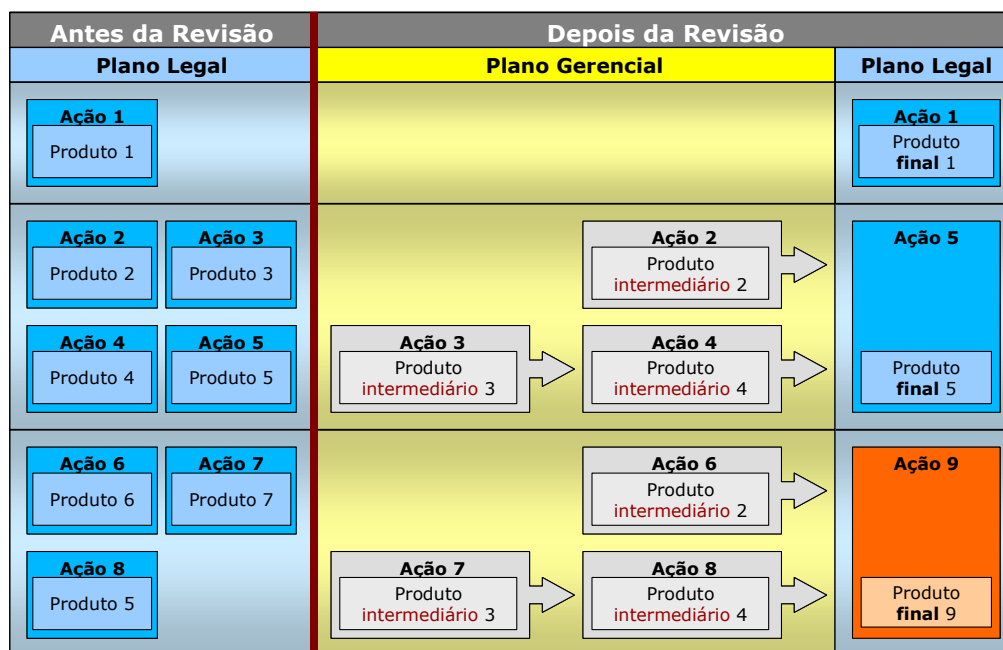 Antes da Revisão
Depois da Revisão
Plano Legal
Plano Gerencial
Plano Legal
Ação 1
Produto 1
Ação 1
Produto
final 1
Ação 2
Produto 2
Ação 3
Produto 3
Ação 2
Produto
intermediário 2
Ação 5
Ação 4
Produto 4
Ação 5
Produto 5
Ação 3
Produto
intermediário 3
Ação 4
Produto
intermediário 4
Produto
final 5
Ação 6
Produto 6
Ação 7
Produto 7
Ação 6
Produto
intermediário 2
Ação 9
Ação 8
Produto 5
Ação 7
Produto
intermediário 3
Ação 8
Produto
intermediário 4
Produto
final 9